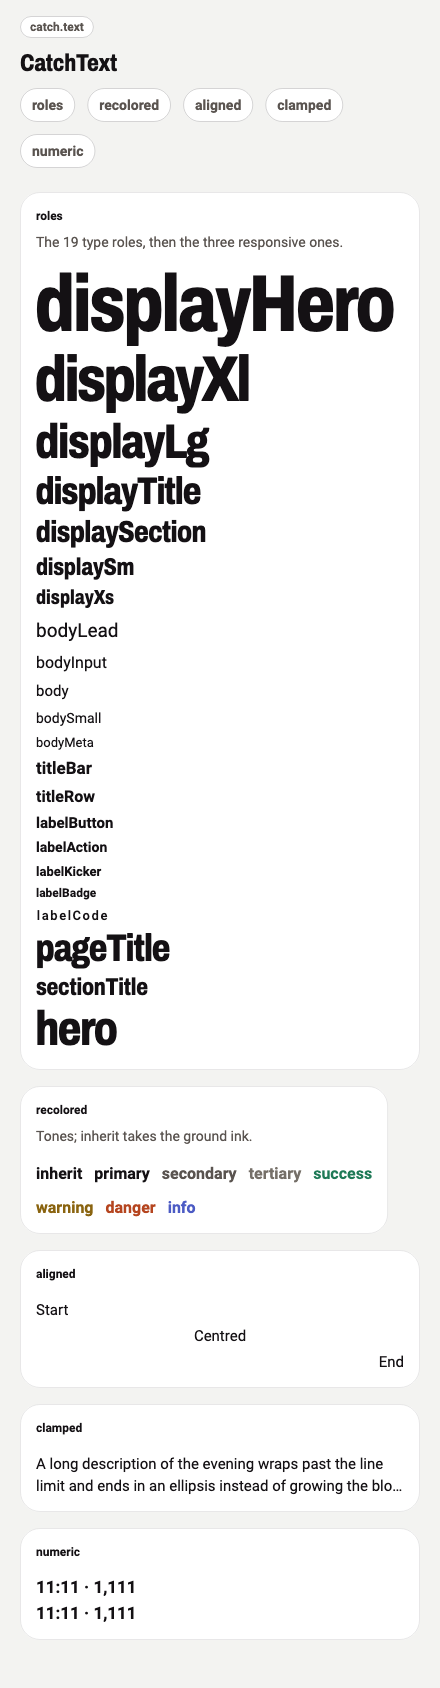 catch.text
CatchText
roles recolored aligned clamped
numeric
roles
The 19 type roles, then the three responsive ones.
displayHero
displayXl
displayLg
displayTitle
displaySection
displaySm
displayXs
bodyLead
bodyInput
body
bodySmall
bodyMeta
titleBar
titleRow
labelButton
labelAction
labelKicker
labelBadge
labelCode
pageTitle
sectionTitle
hero
recolored
Tones; inherit takes the ground ink.
inherit primary secondary tertiary success
warning danger info
aligned
Start
Centred
End
clamped
A long description of the evening wraps past the line
limit and ends in an ellipsis instead of growing the blo…
numeric
11:11 · 1,111
11:11 · 1,111